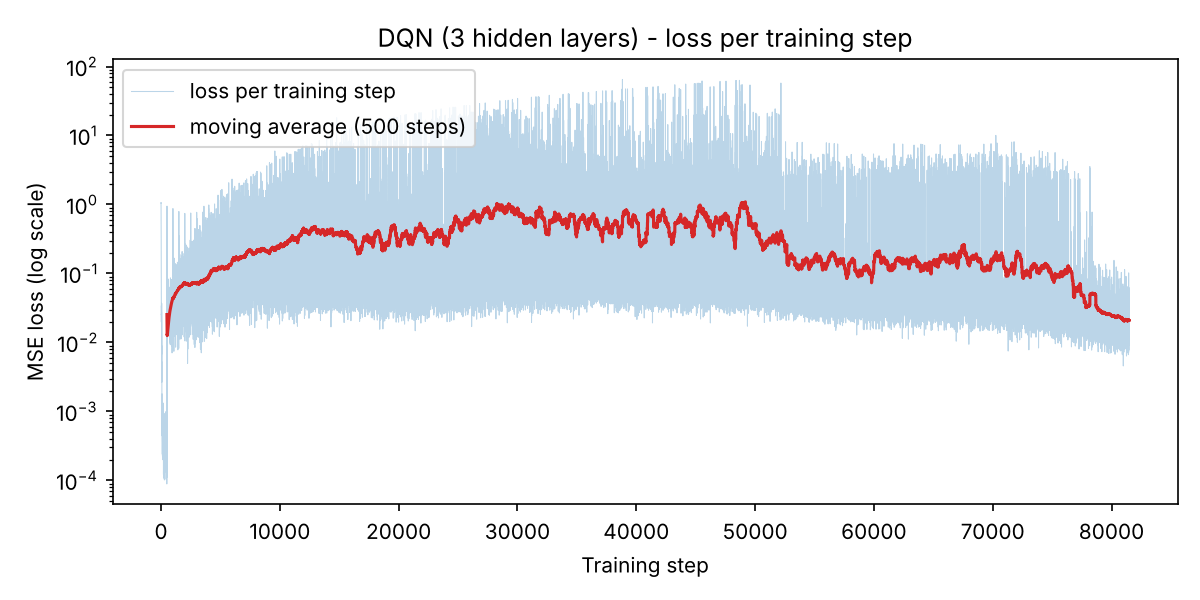 DQN (3 hidden layers) - loss per training step
loss per training step
moving average (500 steps)
MSE loss (log scale)
10²
10¹
10⁰
10⁻¹
10⁻²
10⁻³
10⁻⁴
0 10000 20000 30000 40000 50000 60000 70000 80000
Training step